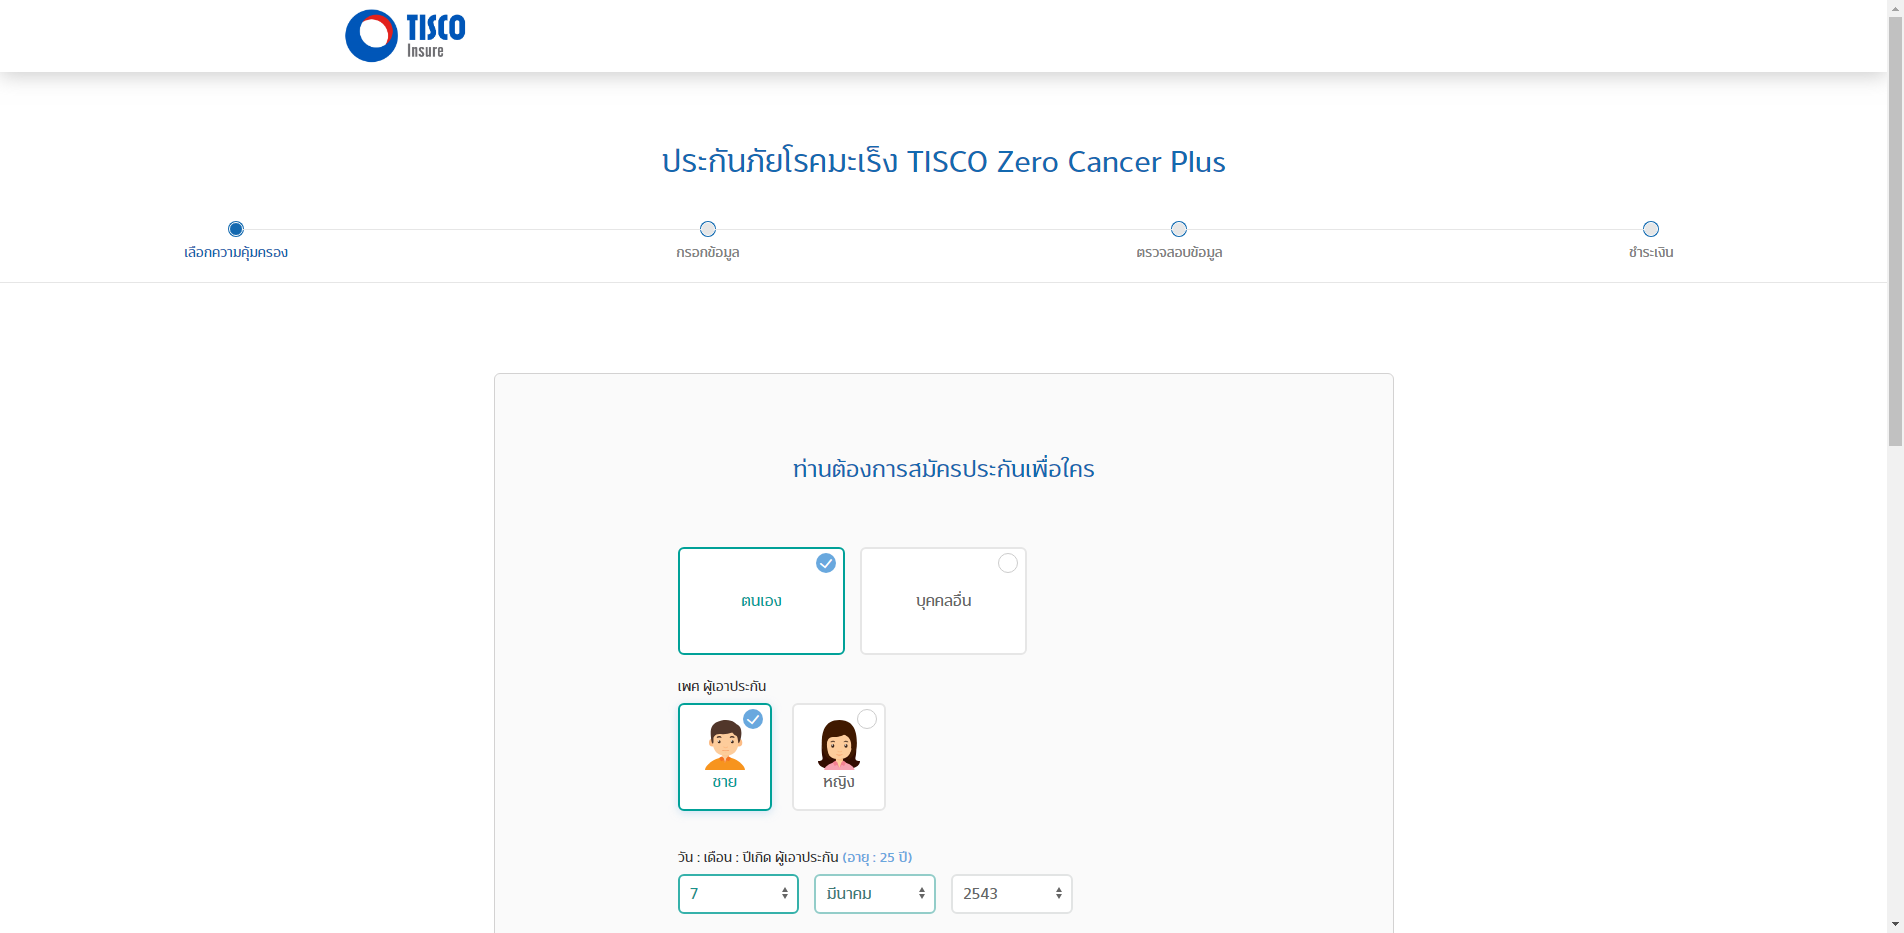 TISCO
Insure
ประกันภัยโรคมะเร็ง TISCO Zero Cancer Plus
เลือกความคุ้มครอง
กรอกข้อมูล
ตรวจสอบข้อมูล
ชำระเงิน
ท่านต้องการสมัครประกันเพื่อใคร
ตนเอง
บุคคลอื่น
เพศ ผู้เอาประกัน
ชาย
หญิง
วัน : เดือน : ปีเกิด ผู้เอาประกัน (อายุ : 25 ปี)
7
มีนาคม
2543